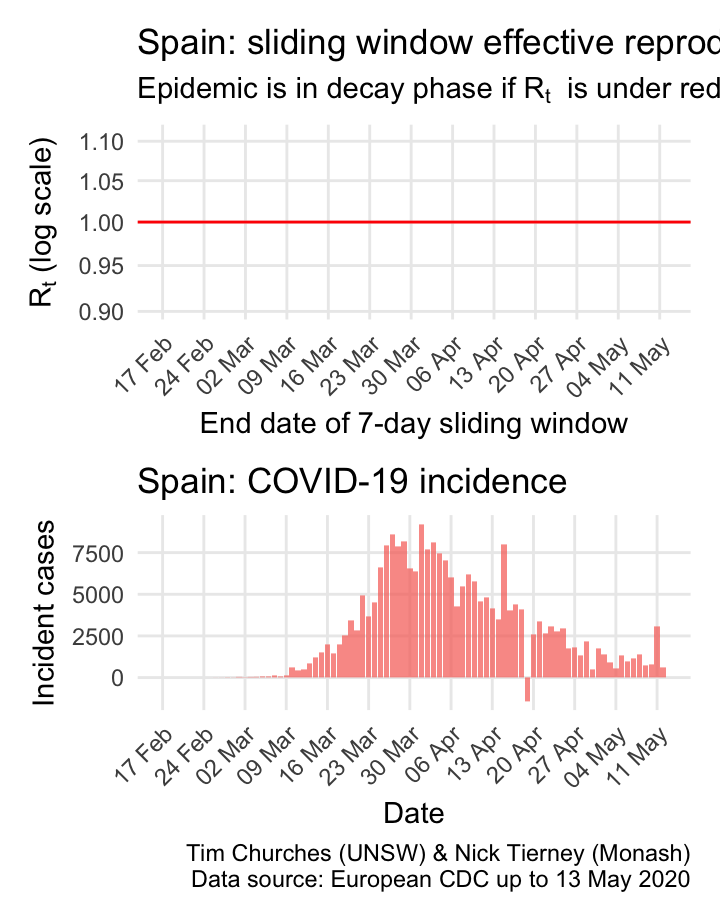 Spain: sliding window effective reprod
Epidemic is in decay phase if Rt is under red
Rt (log scale)
1.10
1.05
1.00
0.95
0.90
17 Feb
24 Feb
02 Mar
09 Mar
16 Mar
23 Mar
30 Mar
06 Apr
13 Apr
20 Apr
27 Apr
04 May
11 May
End date of 7-day sliding window
Spain: COVID-19 incidence
Incident cases
7500
5000
2500
0
17 Feb
24 Feb
02 Mar
09 Mar
16 Mar
23 Mar
30 Mar
06 Apr
13 Apr
20 Apr
27 Apr
04 May
11 May
Date
Tim Churches (UNSW) & Nick Tierney (Monash)
Data source: European CDC up to 13 May 2020